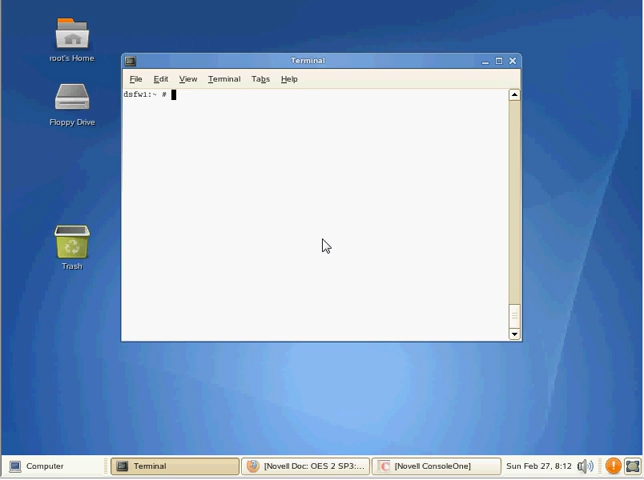 root's Home
Floppy Drive
Trash
Terminal
File Edit View Terminal Tabs Help
dsfw1:~ #
Computer
Terminal
[Novell Doc: OES 2 SP3:...
[Novell ConsoleOne]
Sun Feb 27, 8:12